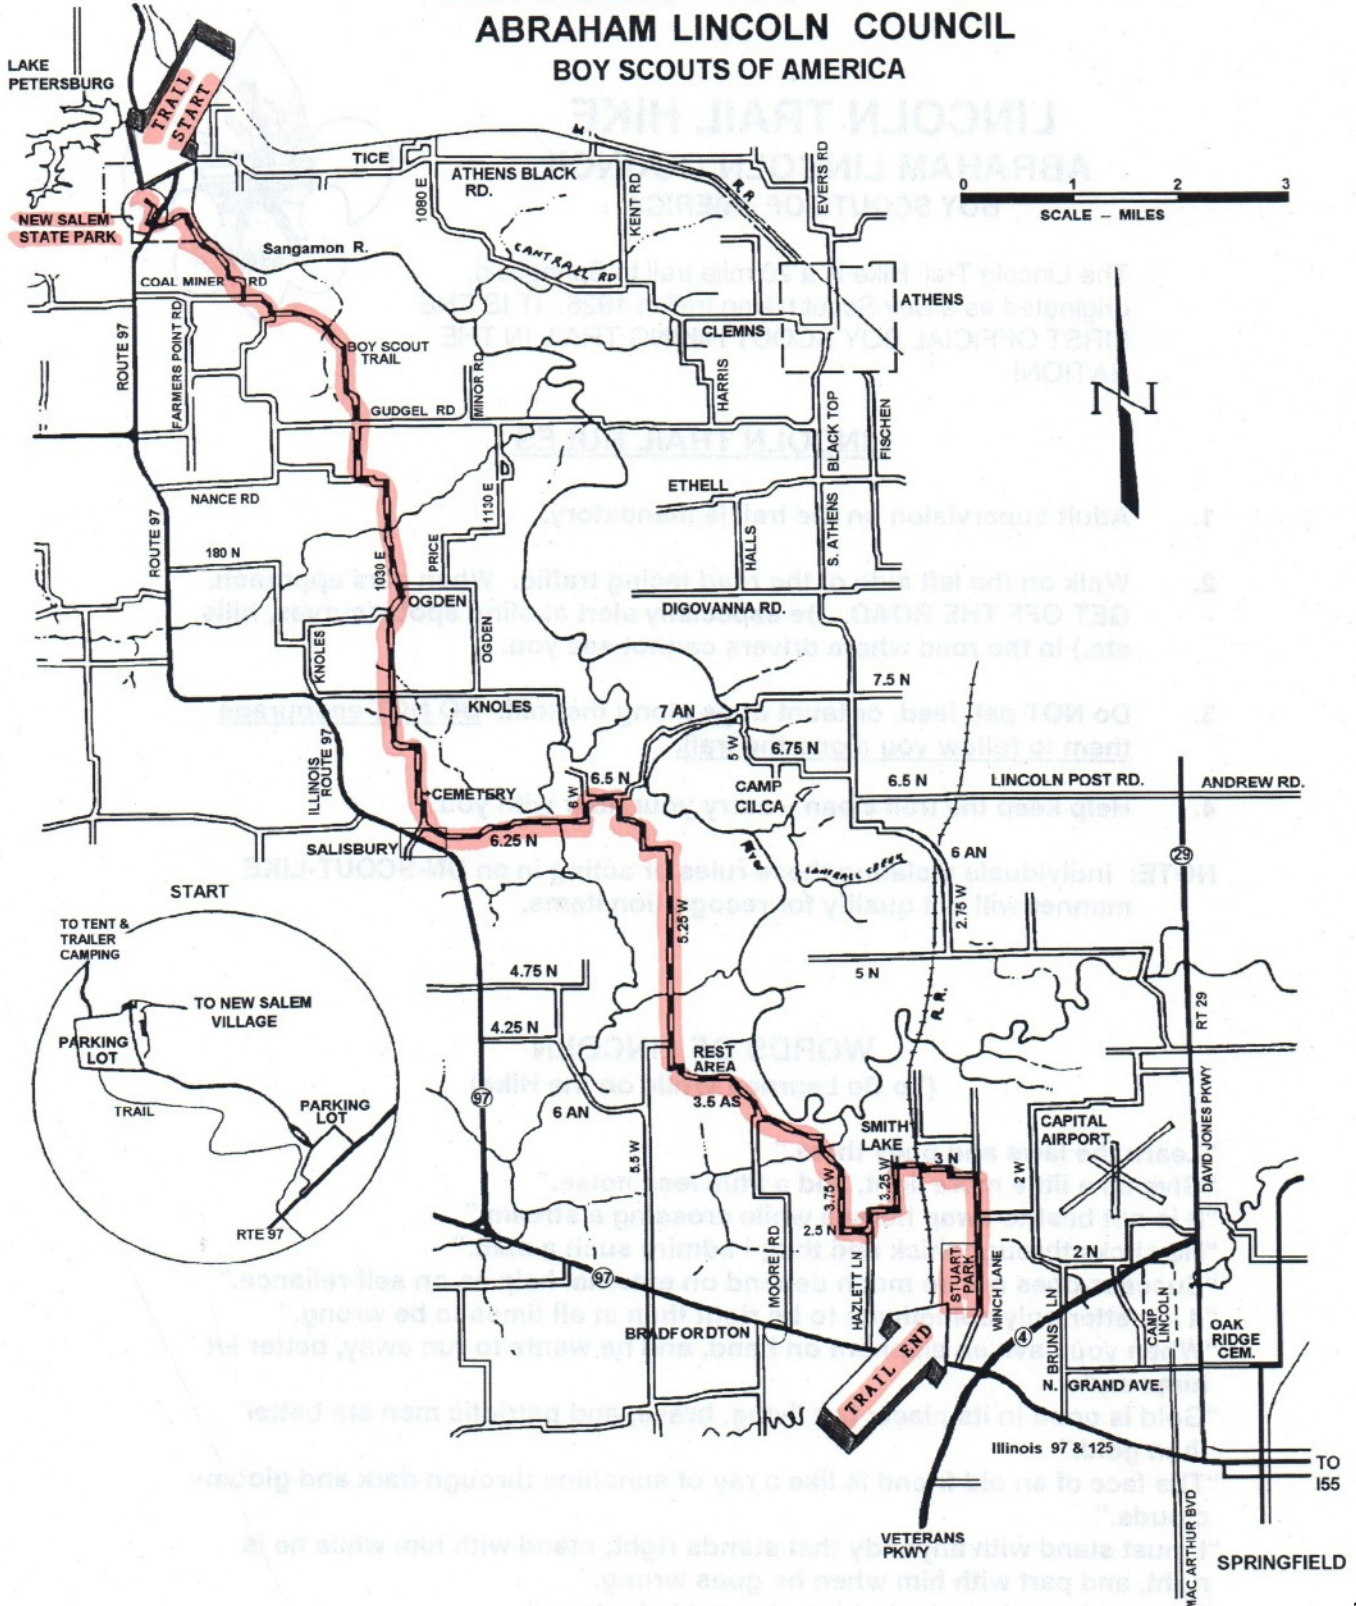 ABRAHAM LINCOLN COUNCIL
BOY SCOUTS OF AMERICA
LAKE
PETERSBURG
TRAIL
START
TICE
ATHENS BLACK
RD.
1080 E
KENT RD
R.R.
EVERS RD
0 1 2 3
SCALE – MILES
NEW SALEM
STATE PARK
Sangamon R.
CANTRALL RD
COAL MINER RD
ATHENS
CLEMNS
ROUTE 97
FARMERS POINT RD
BOY SCOUT
TRAIL
MINOR RD
HARRIS
N
GUDGEL RD
BLACK TOP
FISCHEN
NANCE RD
ETHELL
1130 E
ROUTE 97
180 N
1030 E
PRICE
HALLS
S. ATHENS
OGDEN
DIGOVANNA RD.
KNOLES
OGDEN
7.5 N
KNOLES
7 AN
5 W
6.75 N
ILLINOIS
ROUTE 97
6.5 N
CAMP
CILCA
6.5 N
LINCOLN POST RD.
ANDREW RD.
CEMETERY
6 W
SALISBURY
6.25 N
River
6 AN
29
START
2.75 W
5.25 W
TO TENT &
TRAILER
CAMPING
4.75 N
5 N
TO NEW SALEM
VILLAGE
PARKING
LOT
4.25 N
R.R.
RT 29
REST
AREA
97
3.5 AS
TRAIL
PARKING
LOT
6 AN
SMITH
LAKE
CAPITAL
AIRPORT
DAVID JONES PKWY
5.5 W
3 N
3.75 W
3.25 W
2 W
RTE 97
2.5 N
2 N
97
MOORE RD
HAZLETT LN
STUART
PARK
WINCH LANE
BRUNS LN
CAMP
LINCOLN
OAK
RIDGE
CEM.
BRADFORDTON
4
TRAIL END
N. GRAND AVE.
Illinois 97 & 125
TO
I55
VETERANS
PKWY
MAC ARTHUR BVD
SPRINGFIELD